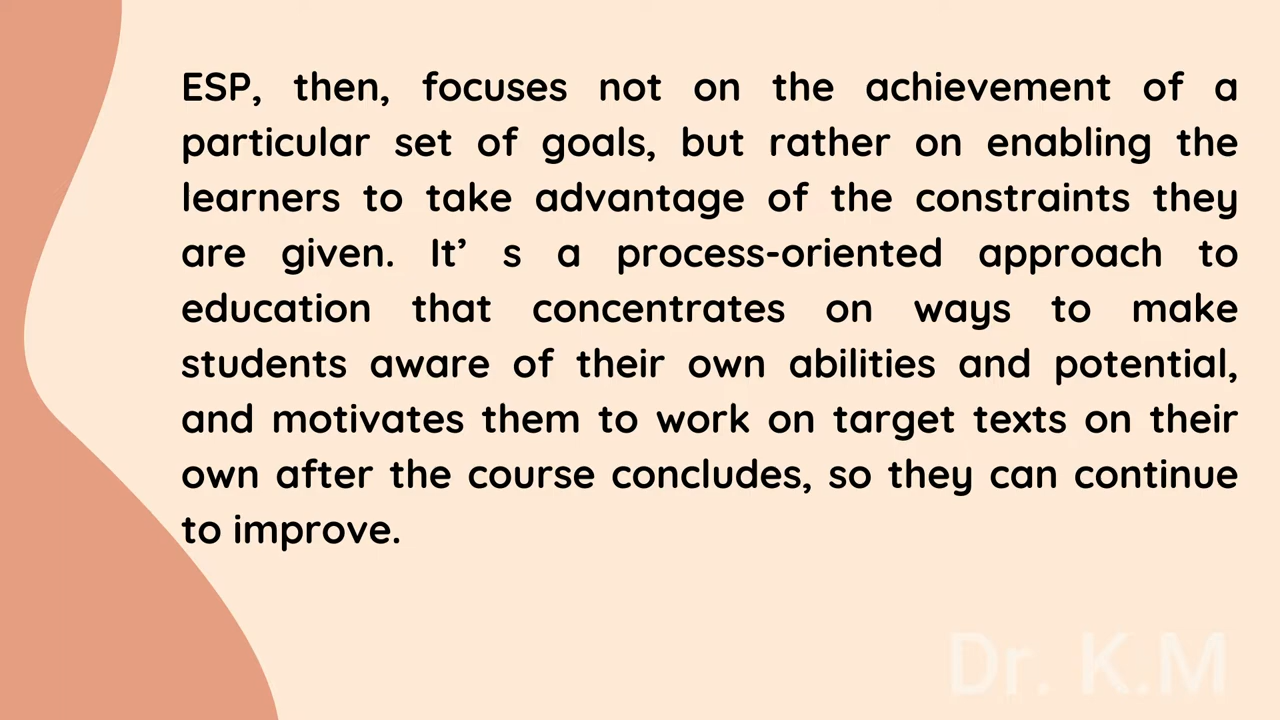 ESP, then, focuses not on the achievement of a
particular set of goals, but rather on enabling the
learners to take advantage of the constraints they
are given. It’ s a process-oriented approach to
education that concentrates on ways to make
students aware of their own abilities and potential,
and motivates them to work on target texts on their
own after the course concludes, so they can continue
to improve.
Dr. K.M